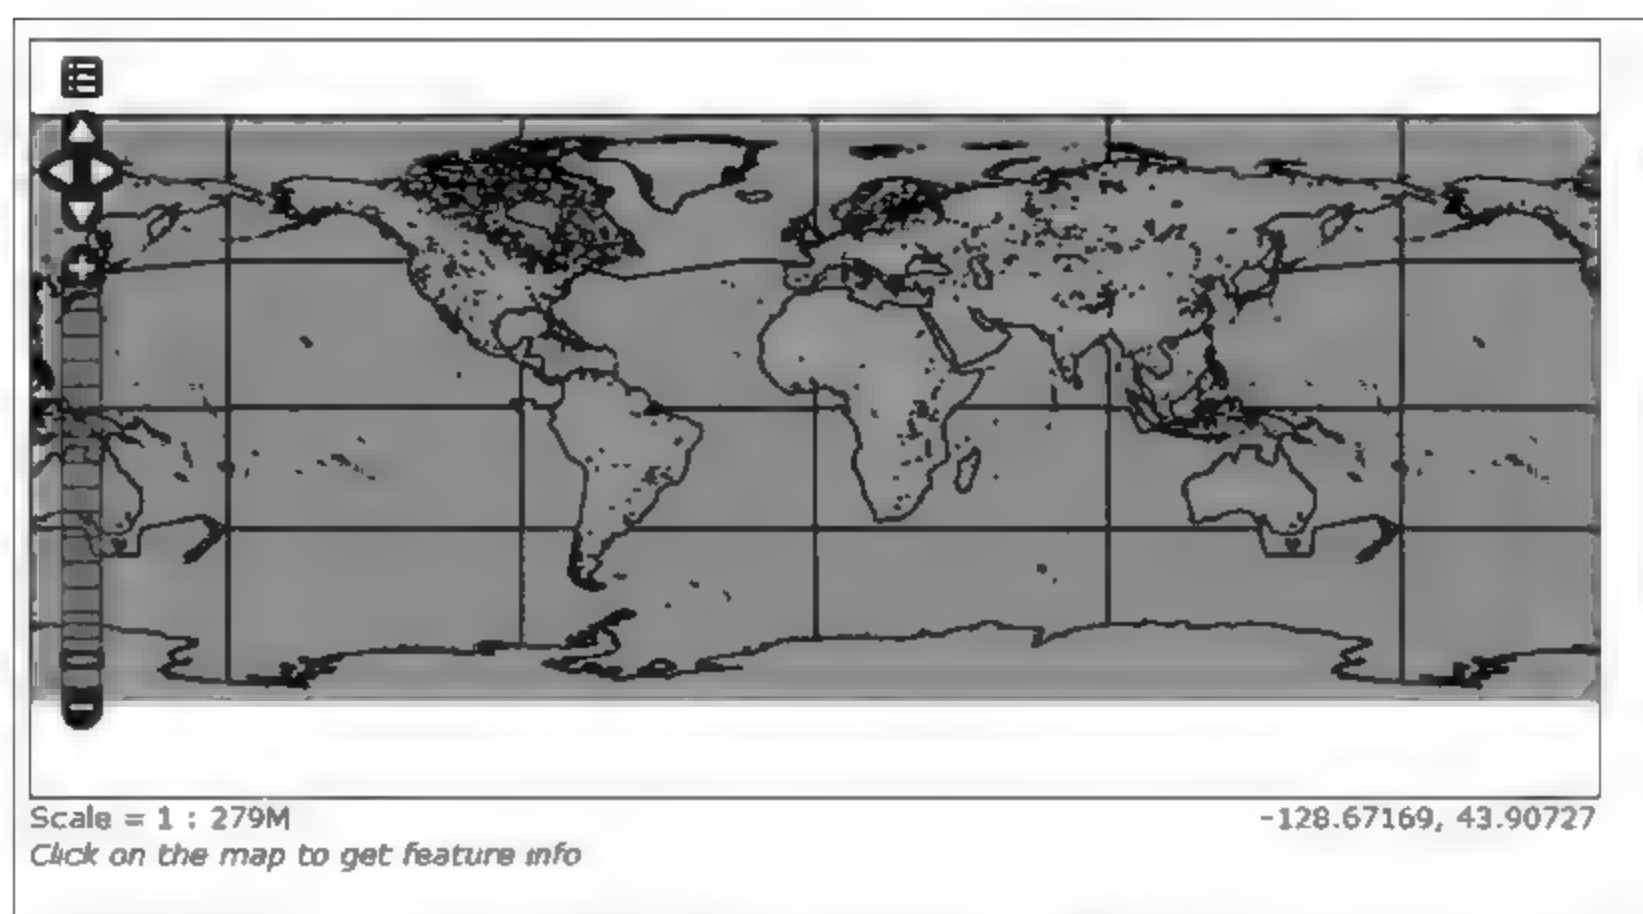 Scale = 1 : 279M
-128.67169, 43.90727
Click on the map to get feature info